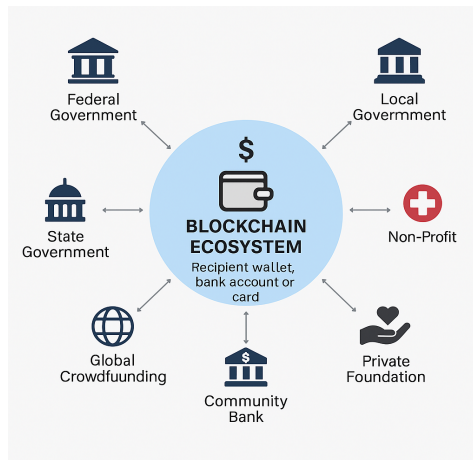 Federal
Government
Local
Govermment
$
BLOCKCHAIN
ECOSYSTEM
Recipient wallet,
bank account or
card
State
Government
Non-Profit
Global
Crowdfuunding
$
Community
Bank
Private
Foundation